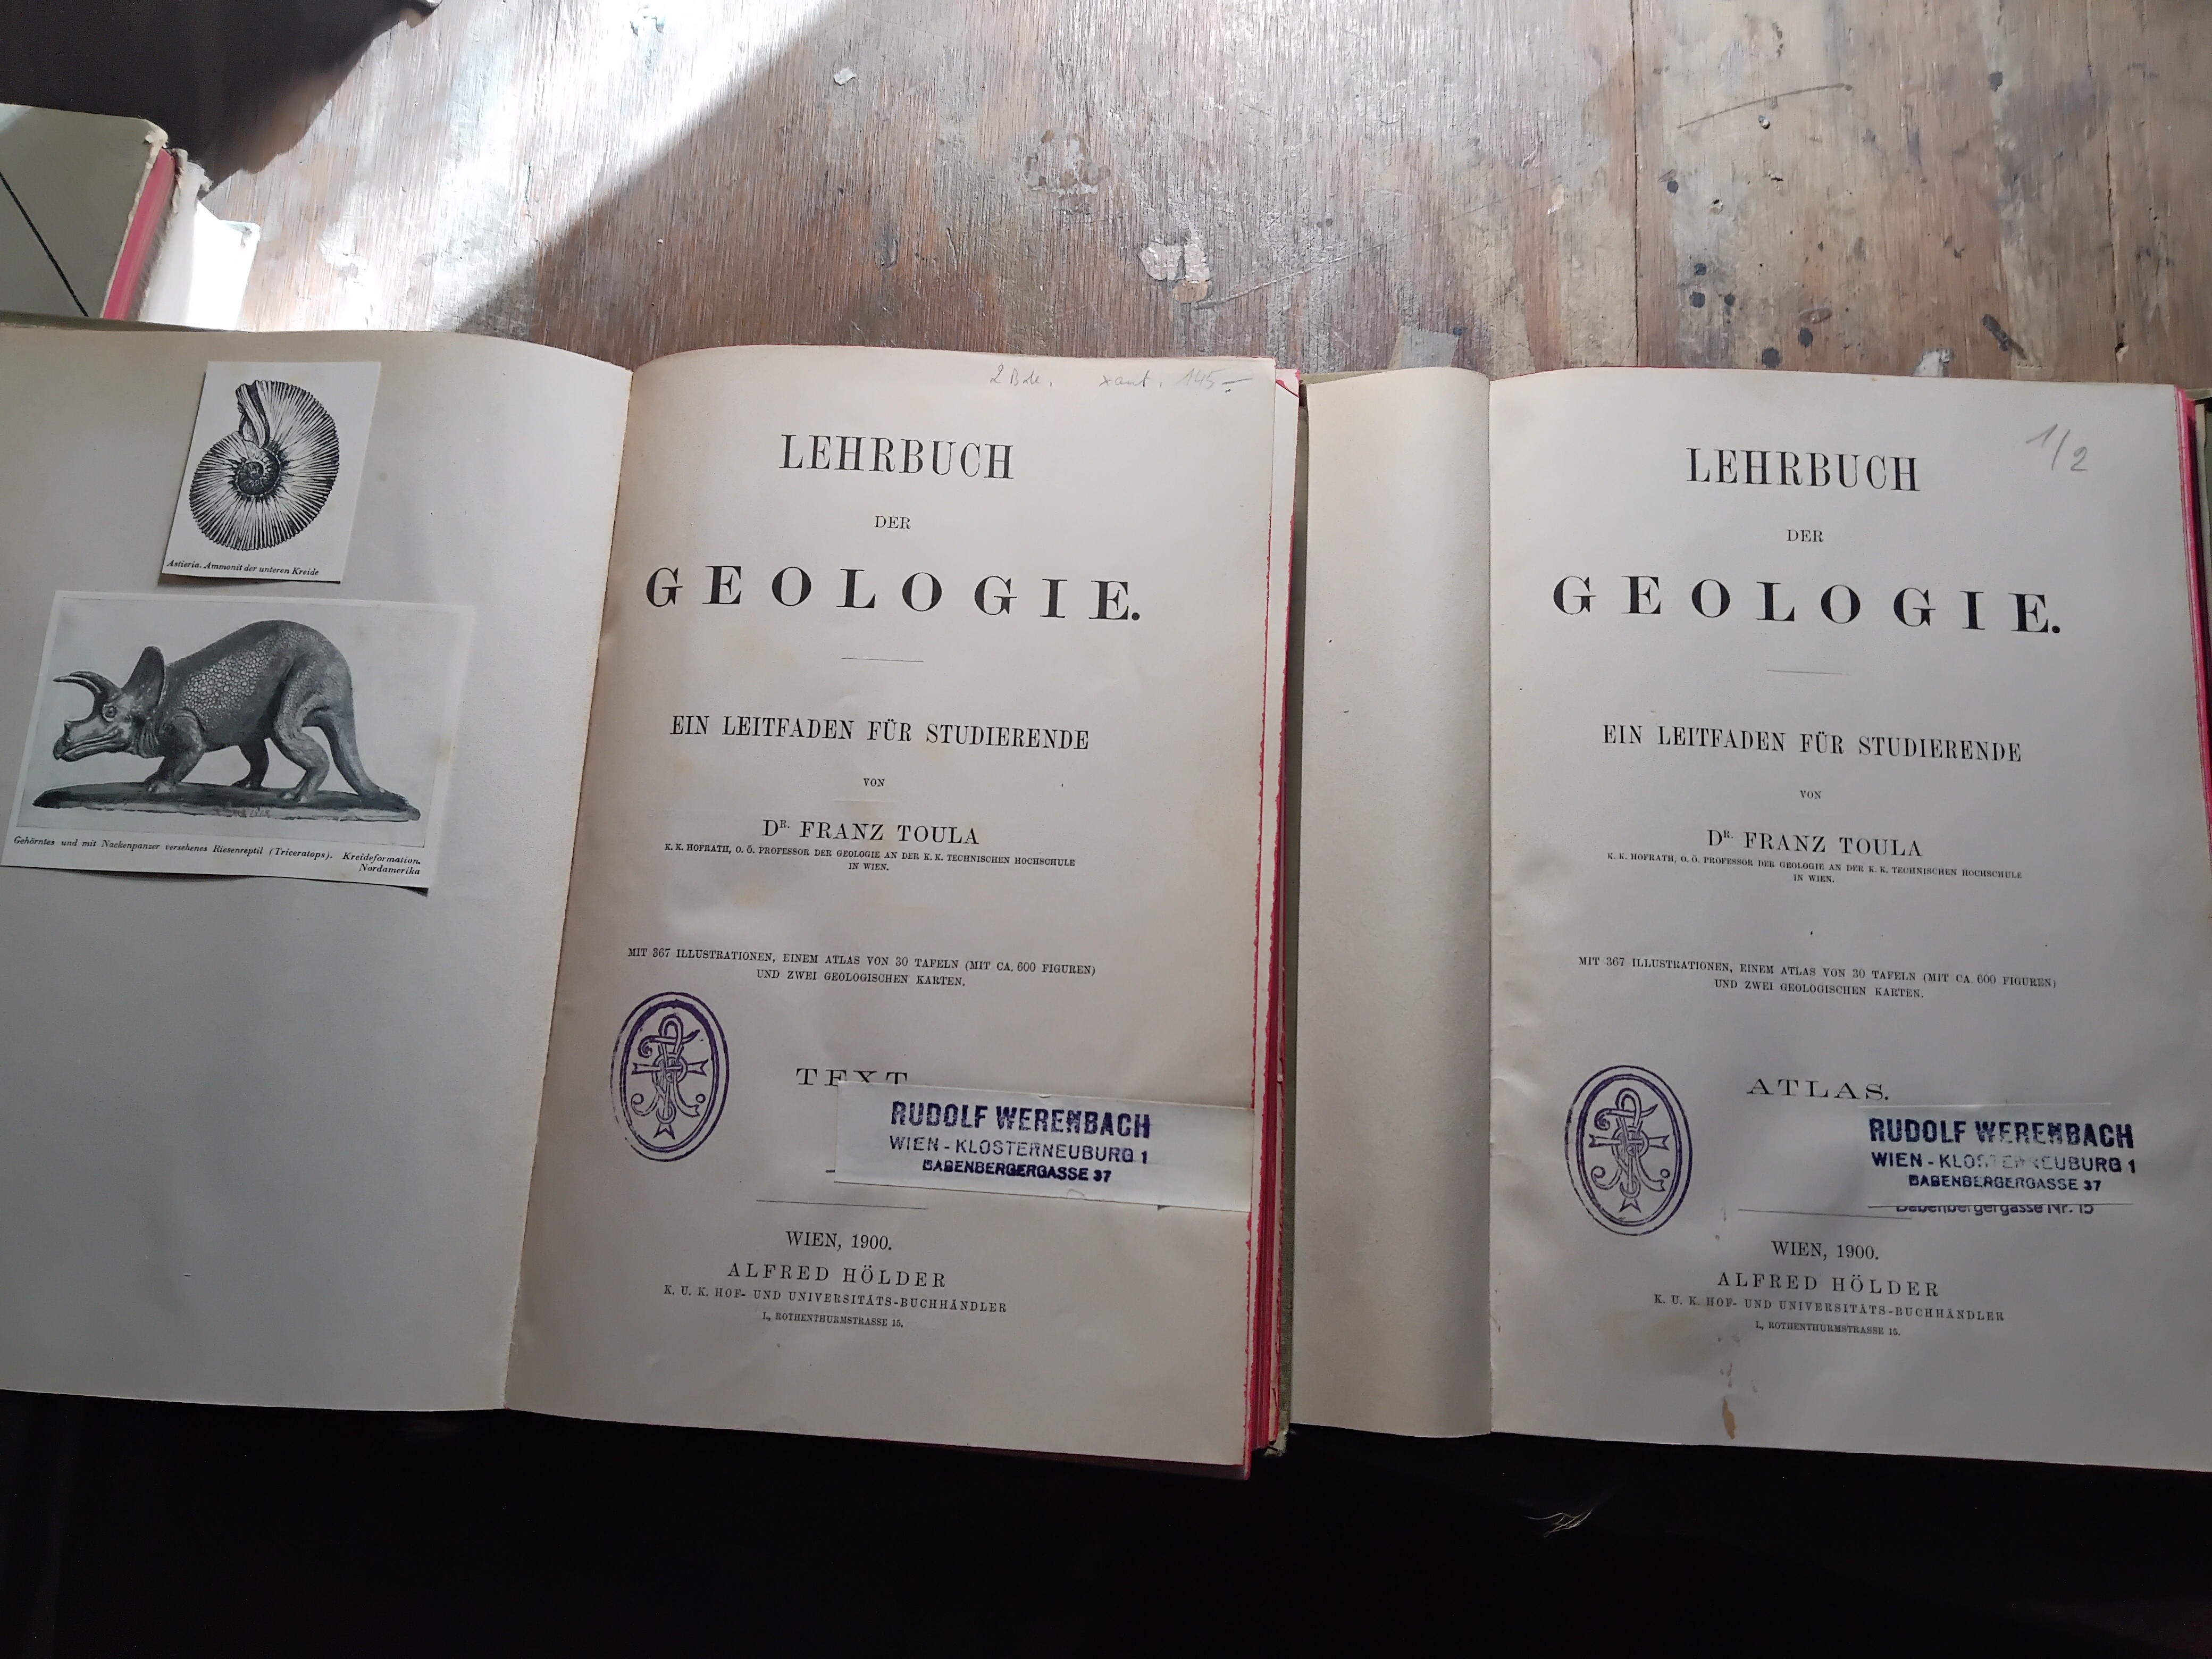 Astieria. Ammonit der unteren Kreide
Gehörntes und mit Nackenpanzer versehenes Riesenreptil (Triceratops). Kreideformation.
Nordamerika
2 Bde. 145.—
LEHRBUCH
DER
GEOLOGIE.
EIN LEITFADEN FÜR STUDIERENDE
VON
DR. FRANZ TOULA
K. K. HOFRATH, O. Ö. PROFESSOR DER GEOLOGIE AN DER K. K. TECHNISCHEN HOCHSCHULE
IN WIEN.
MIT 367 ILLUSTRATIONEN, EINEM ATLAS VON 30 TAFELN (MIT CA. 600 FIGUREN)
UND ZWEI GEOLOGISCHEN KARTEN.
TEXT
RUDOLF WERENBACH
WIEN - KLOSTERNEUBURG 1
BABENBERGERGASSE 37
WIEN, 1900.
ALFRED HÖLDER
K. U. K. HOF- UND UNIVERSITÄTS-BUCHHÄNDLER
I., ROTHENTHURMSTRASSE 15.
1/2
LEHRBUCH
DER
GEOLOGIE.
EIN LEITFADEN FÜR STUDIERENDE
VON
DR. FRANZ TOULA
K. K. HOFRATH, O. Ö. PROFESSOR DER GEOLOGIE AN DER K. K. TECHNISCHEN HOCHSCHULE
IN WIEN.
MIT 367 ILLUSTRATIONEN, EINEM ATLAS VON 30 TAFELN (MIT CA. 600 FIGUREN)
UND ZWEI GEOLOGISCHEN KARTEN.
ATLAS.
RUDOLF WERENBACH
WIEN - KLOSTERNEUBURG 1
BABENBERGERGASSE 37
Babenbergergasse Nr. 15
WIEN, 1900.
ALFRED HÖLDER
K. U. K. HOF- UND UNIVERSITÄTS-BUCHHÄNDLER
I., ROTHENTHURMSTRASSE 15.